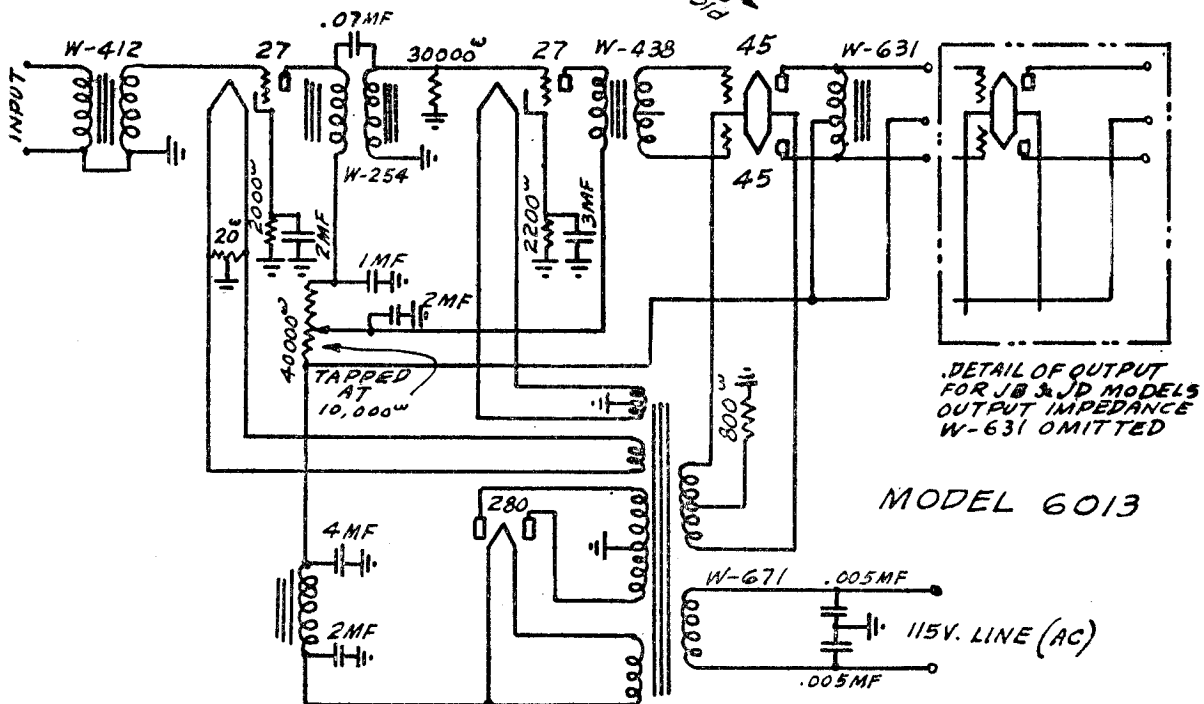 old
.07MF
W-412
27
30000ω
27
W-438
45
W-631
INPUT
W-254
45
2000ω
2MF
20ω
2200ω
3MF
1MF
2MF
40000ω
TAPPED
AT
10,000ω
800ω
.DETAIL OF OUTPUT
FOR JB & JD MODELS
OUTPUT IMPEDANCE
W-631 OMITTED
280
MODEL 6013
4MF
2MF
W-671
.005MF
115V. LINE (AC)
.005MF